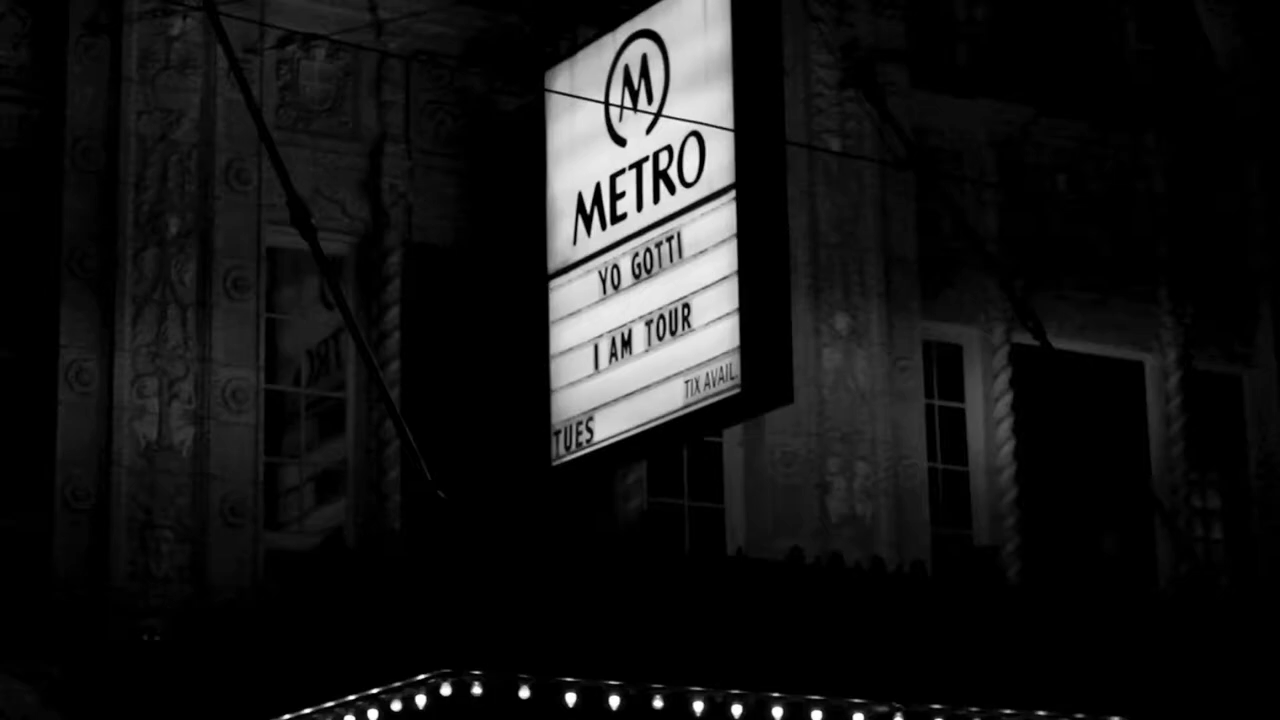 M
METRO
YO GOTTI
I AM TOUR
TIX AVAIL.
TUES